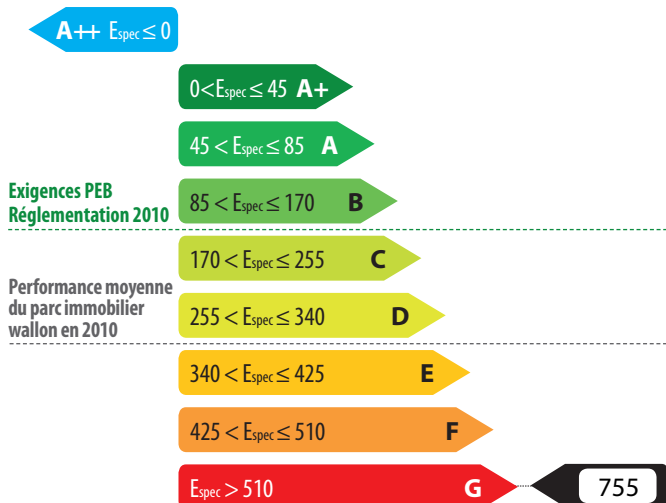 A++ Espec ≤ 0
0 < Espec ≤ 45 A+
45 < Espec ≤ 85 A
Exigences PEB
Réglementation 2010
85 < Espec ≤ 170 B
170 < Espec ≤ 255 C
Performance moyenne
du parc immobilier
wallon en 2010
255 < Espec ≤ 340 D
340 < Espec ≤ 425 E
425 < Espec ≤ 510 F
Espec > 510 G
755